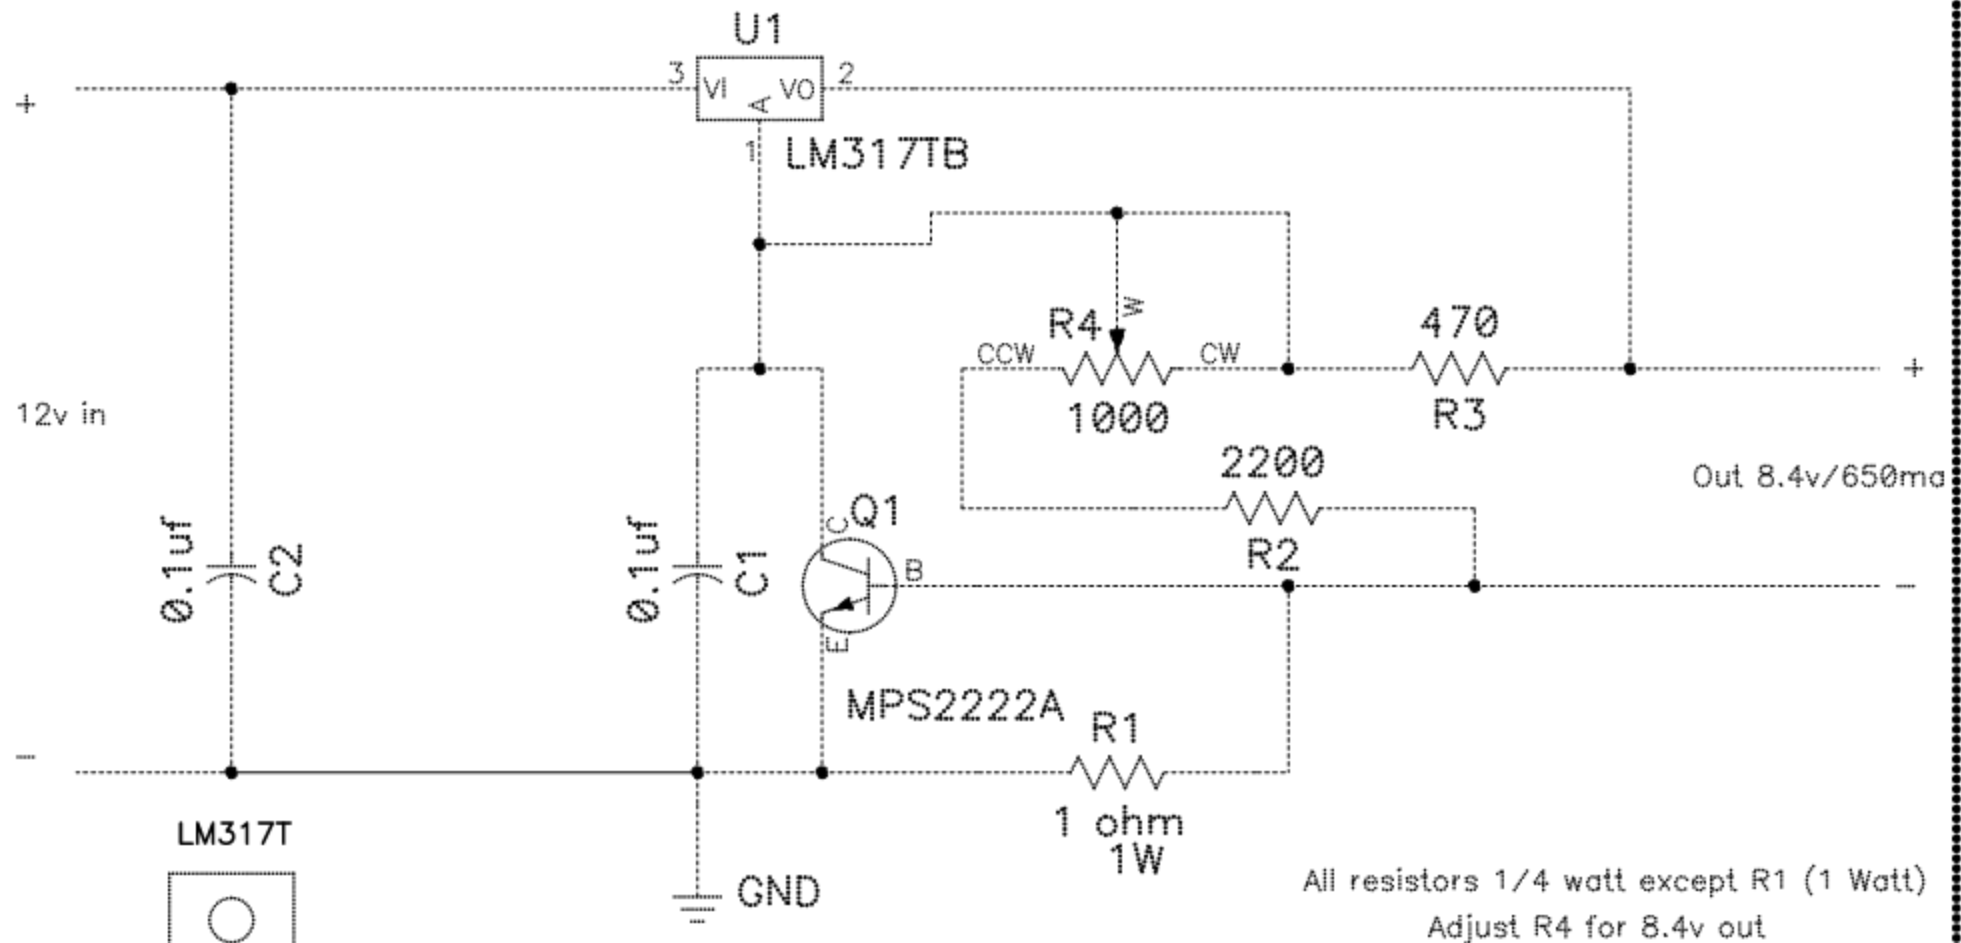 U1
3
VI
A
VO
2
+
1
LM317TB
W
R4
470
CCW
CW
+
1000
R3
12v in
2200
Out 8.4v/650ma
C
Q1
0.1uf
C2
0.1uf
C1
R2
B
E
MPS2222A
R1
LM317T
1 ohm
1W
GND
All resistors 1/4 watt except R1 (1 Watt)
Adjust R4 for 8.4v out